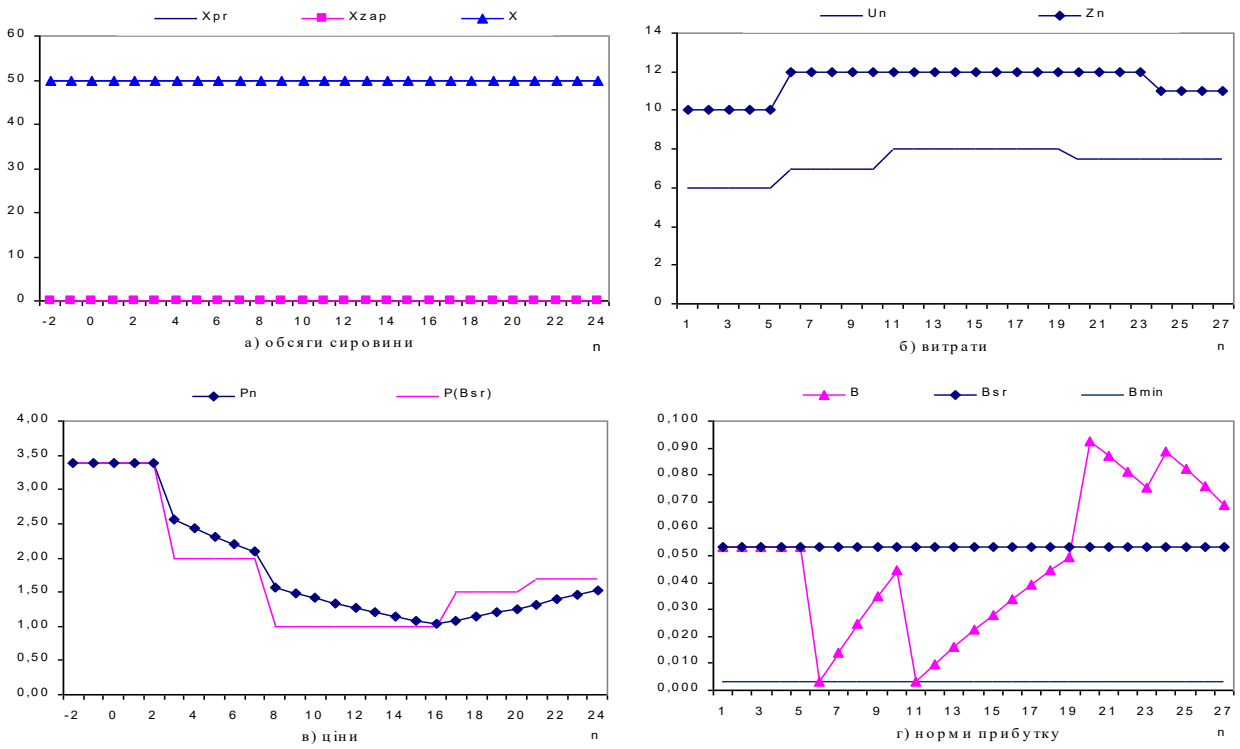 Xpr Xzap X
60
50
40
30
20
10
0
-2 0 2 4 6 8 10 12 14 16 18 20 22 24
а) обсяги сировини n
Un Zn
14
12
10
8
6
4
2
0
1 3 5 7 9 11 13 15 17 19 21 23 25 27
б) витрати n
Pn P(Bsr)
4,00
3,50
3,00
2,50
2,00
1,50
1,00
0,50
0,00
-2 0 2 4 6 8 10 12 14 16 18 20 22 24
в) ціни n
B Bsr Bmin
0,100
0,090
0,080
0,070
0,060
0,050
0,040
0,030
0,020
0,010
0,000
1 3 5 7 9 11 13 15 17 19 21 23 25 27
г) норми прибутку n